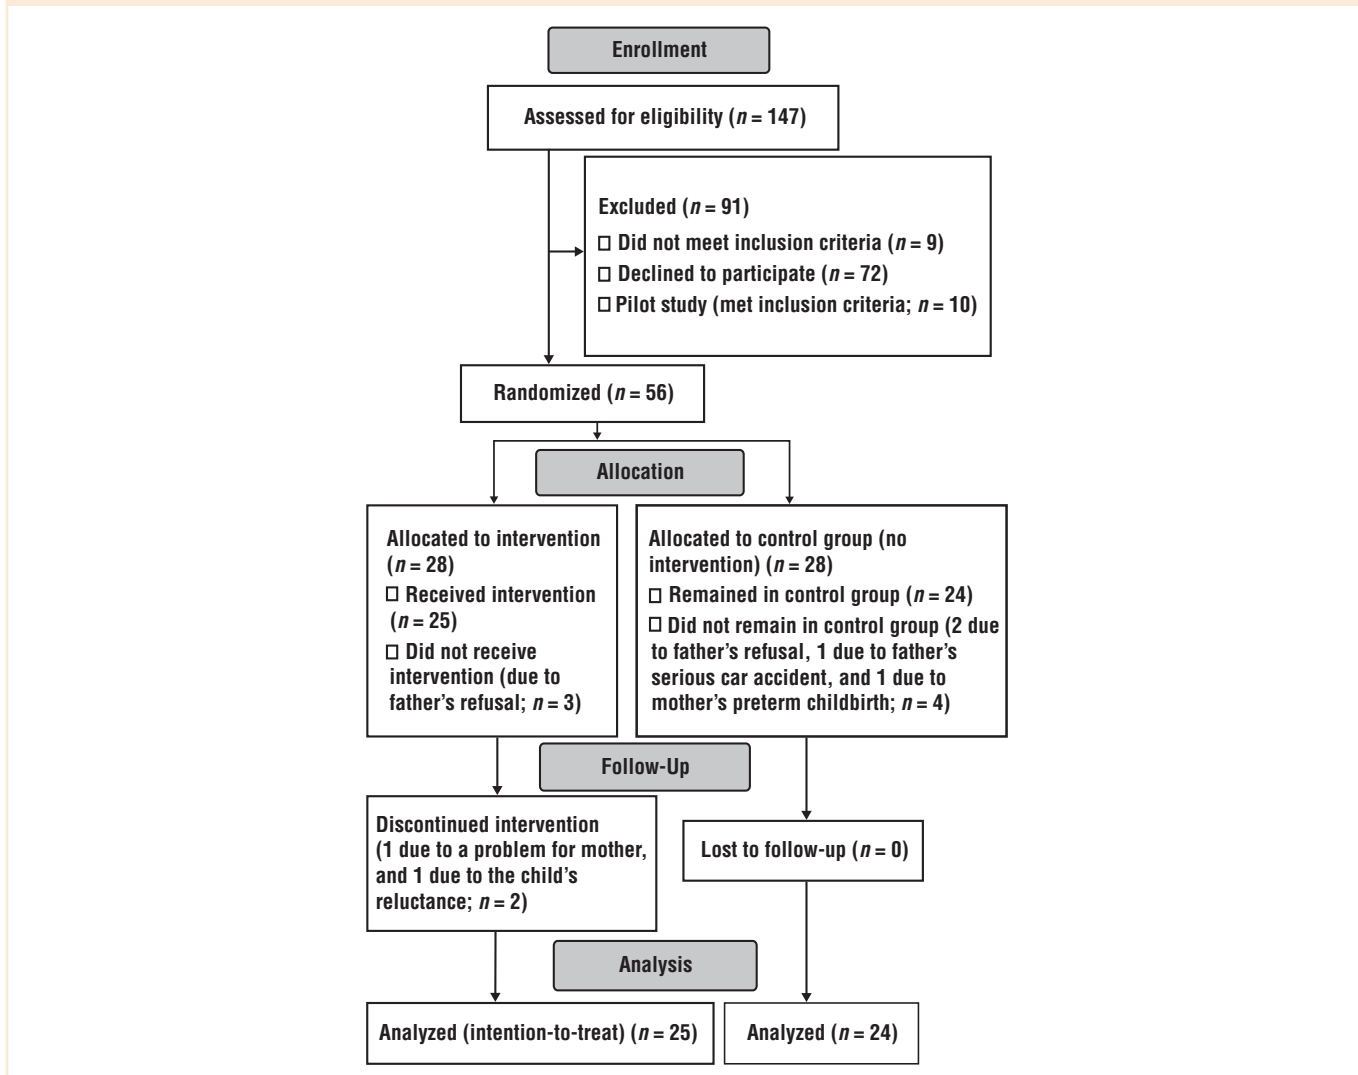 Enrollment
Assessed for eligibility (n = 147)
Excluded (n = 91)
☐ Did not meet inclusion criteria (n = 9)
☐ Declined to participate (n = 72)
☐ Pilot study (met inclusion criteria; n = 10)
Randomized (n = 56)
Allocation
Allocated to intervention
(n = 28)
☐ Received intervention
(n = 25)
☐ Did not receive
intervention (due to
father's refusal; n = 3)
Allocated to control group (no
intervention) (n = 28)
☐ Remained in control group (n = 24)
☐ Did not remain in control group (2 due
to father's refusal, 1 due to father's
serious car accident, and 1 due to
mother's preterm childbirth; n = 4)
Follow-Up
Discontinued intervention
(1 due to a problem for mother,
and 1 due to the child's
reluctance; n = 2)
Lost to follow-up (n = 0)
Analysis
Analyzed (intention-to-treat) (n = 25)
Analyzed (n = 24)